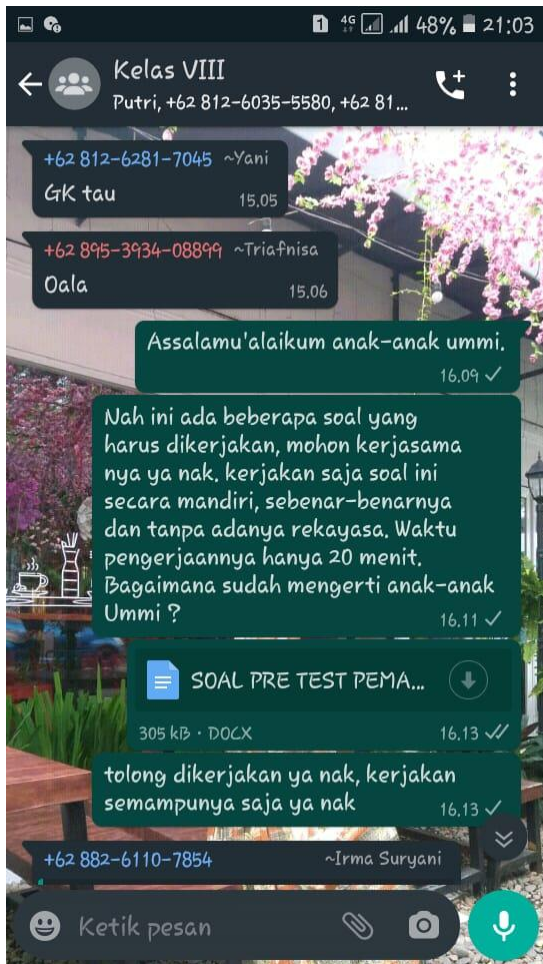 1 4G 48% 21:03
Kelas VIII
Putri, +62 812-6035-5580, +62 81...
+62 812-6281-7045 ~Yani
GK tau
15.05
+62 895-3934-08899 ~Triafnisa
Oala
15.06
Assalamu'alaikum anak-anak ummi.
16.09
Nah ini ada beberapa soal yang
harus dikerjakan, mohon kerjasama
nya ya nak. kerjakan saja soal ini
secara mandiri, sebenar-benarnya
dan tanpa adanya rekayasa. Waktu
pengerjaannya hanya 20 menit.
Bagaimana sudah mengerti anak-anak
Ummi ?
16.11
SOAL PRE TEST PEMA...
305 kB · DOCX
16.13
tolong dikerjakan ya nak, kerjakan
semampunya saja ya nak
16.13
+62 882-6110-7854 ~Irma Suryani
Ketik pesan